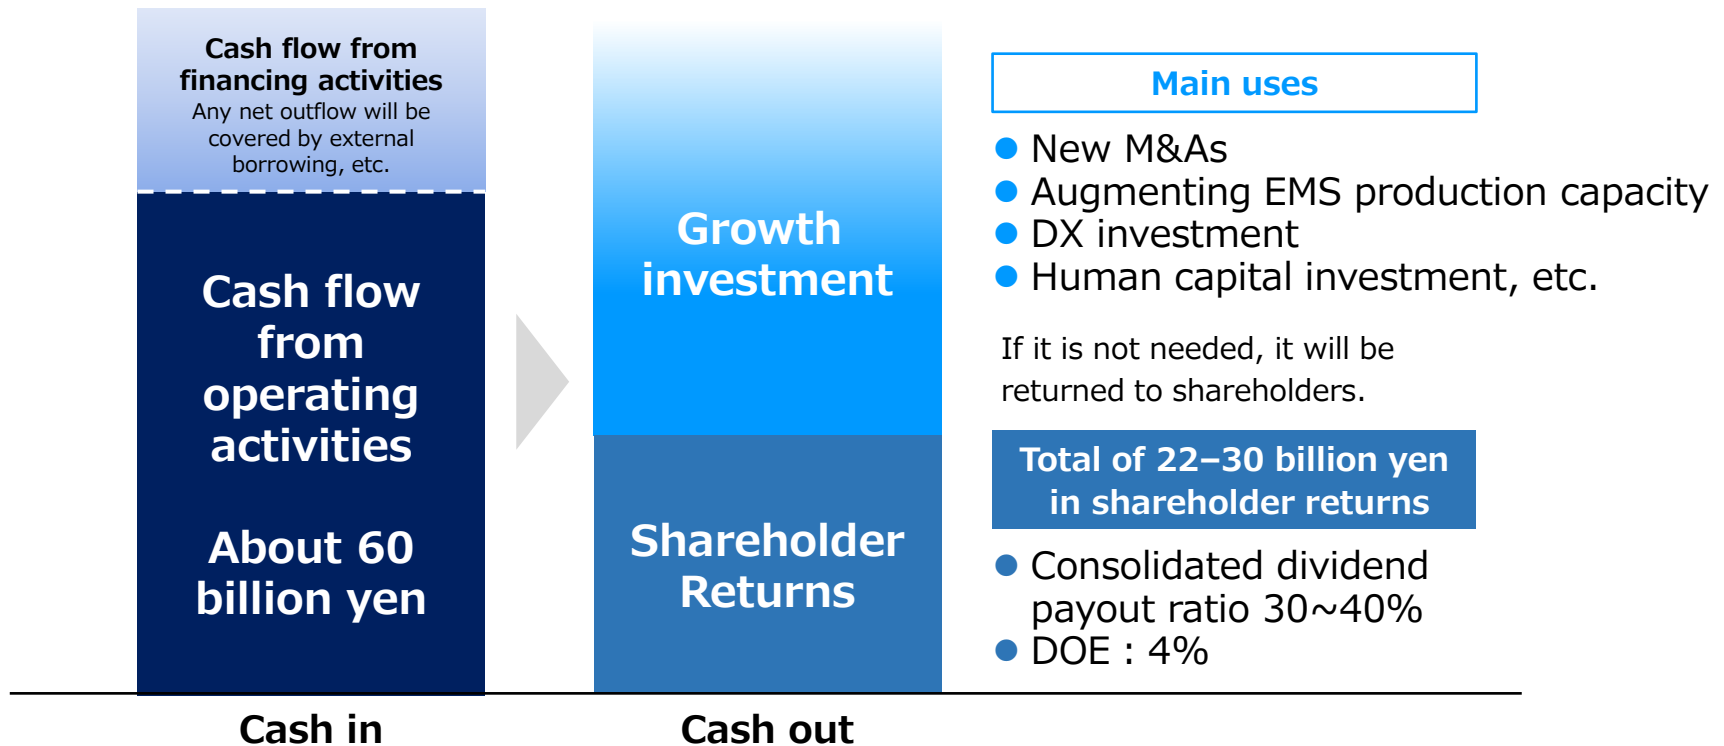 Cash flow from
financing activities
Any net outflow will be
covered by external
borrowing, etc.
Cash flow
from
operating
activities
About 60
billion yen
Cash in
Growth
investment
Shareholder
Returns
Cash out
Main uses
● New M&As
● Augmenting EMS production capacity
● DX investment
● Human capital investment, etc.
If it is not needed, it will be
returned to shareholders.
Total of 22–30 billion yen
in shareholder returns
● Consolidated dividend
payout ratio 30~40%
● DOE : 4%